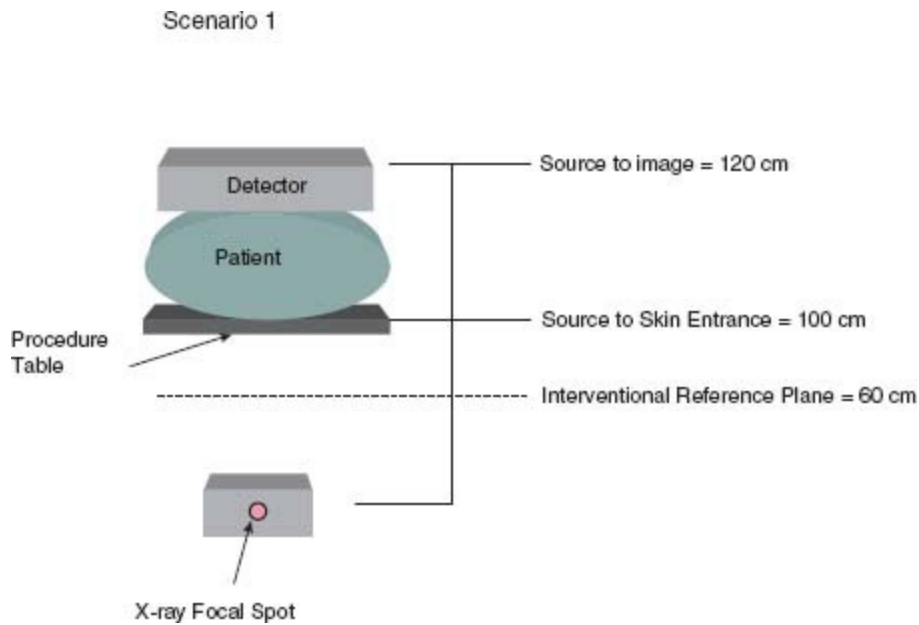 Scenario 1
Source to image = 120 cm
Detector
Patient
Source to Skin Entrance = 100 cm
Procedure
Table
Interventional Reference Plane = 60 cm
X-ray Focal Spot